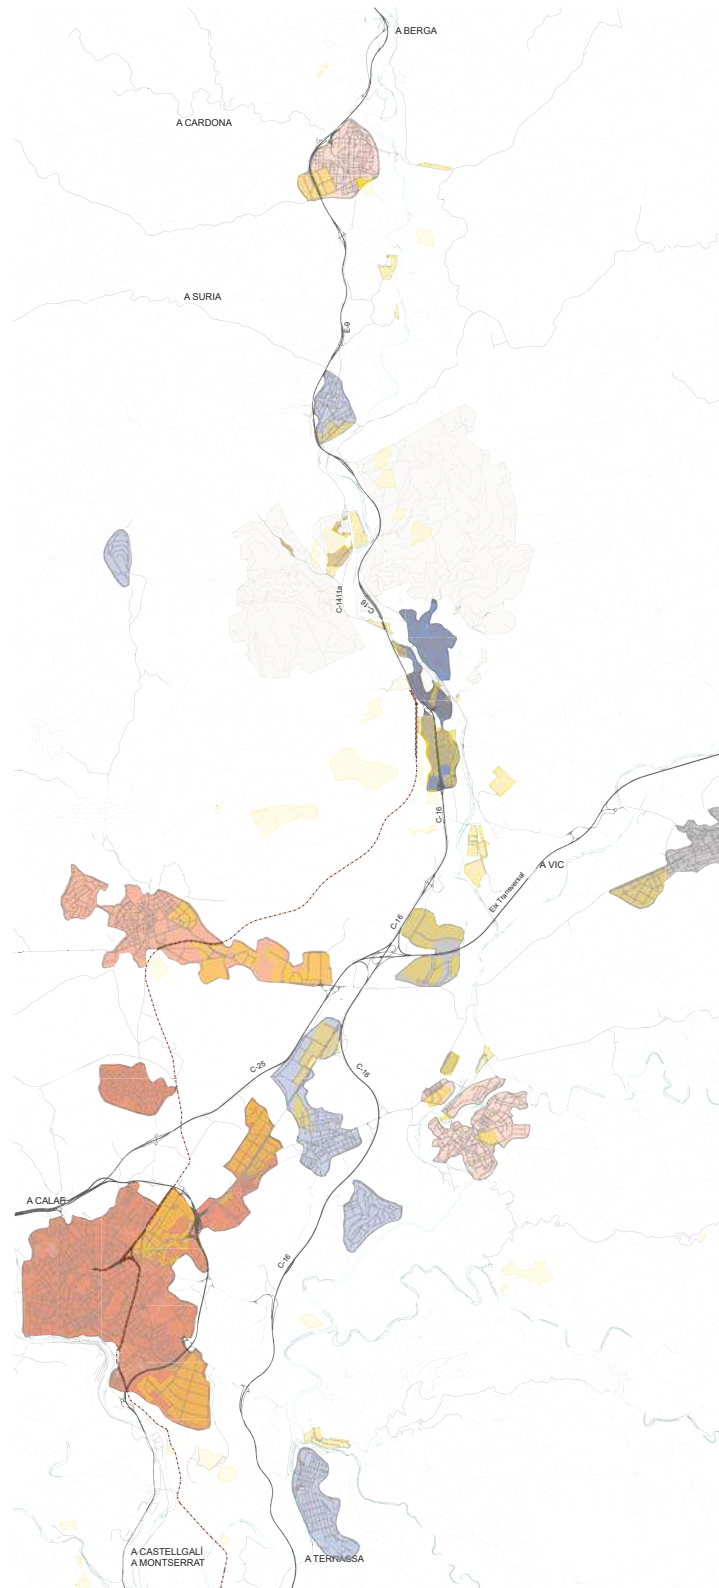 A BERGA
A CARDONA
A SURIA
E-9
C-1411a
C-16
C-16
A VIC
Eix Transversal
C-16
C-25
C-16
A CALAF
C-16
A CASTELLGALÍ
A MONTSERRAT
A TERRASSA